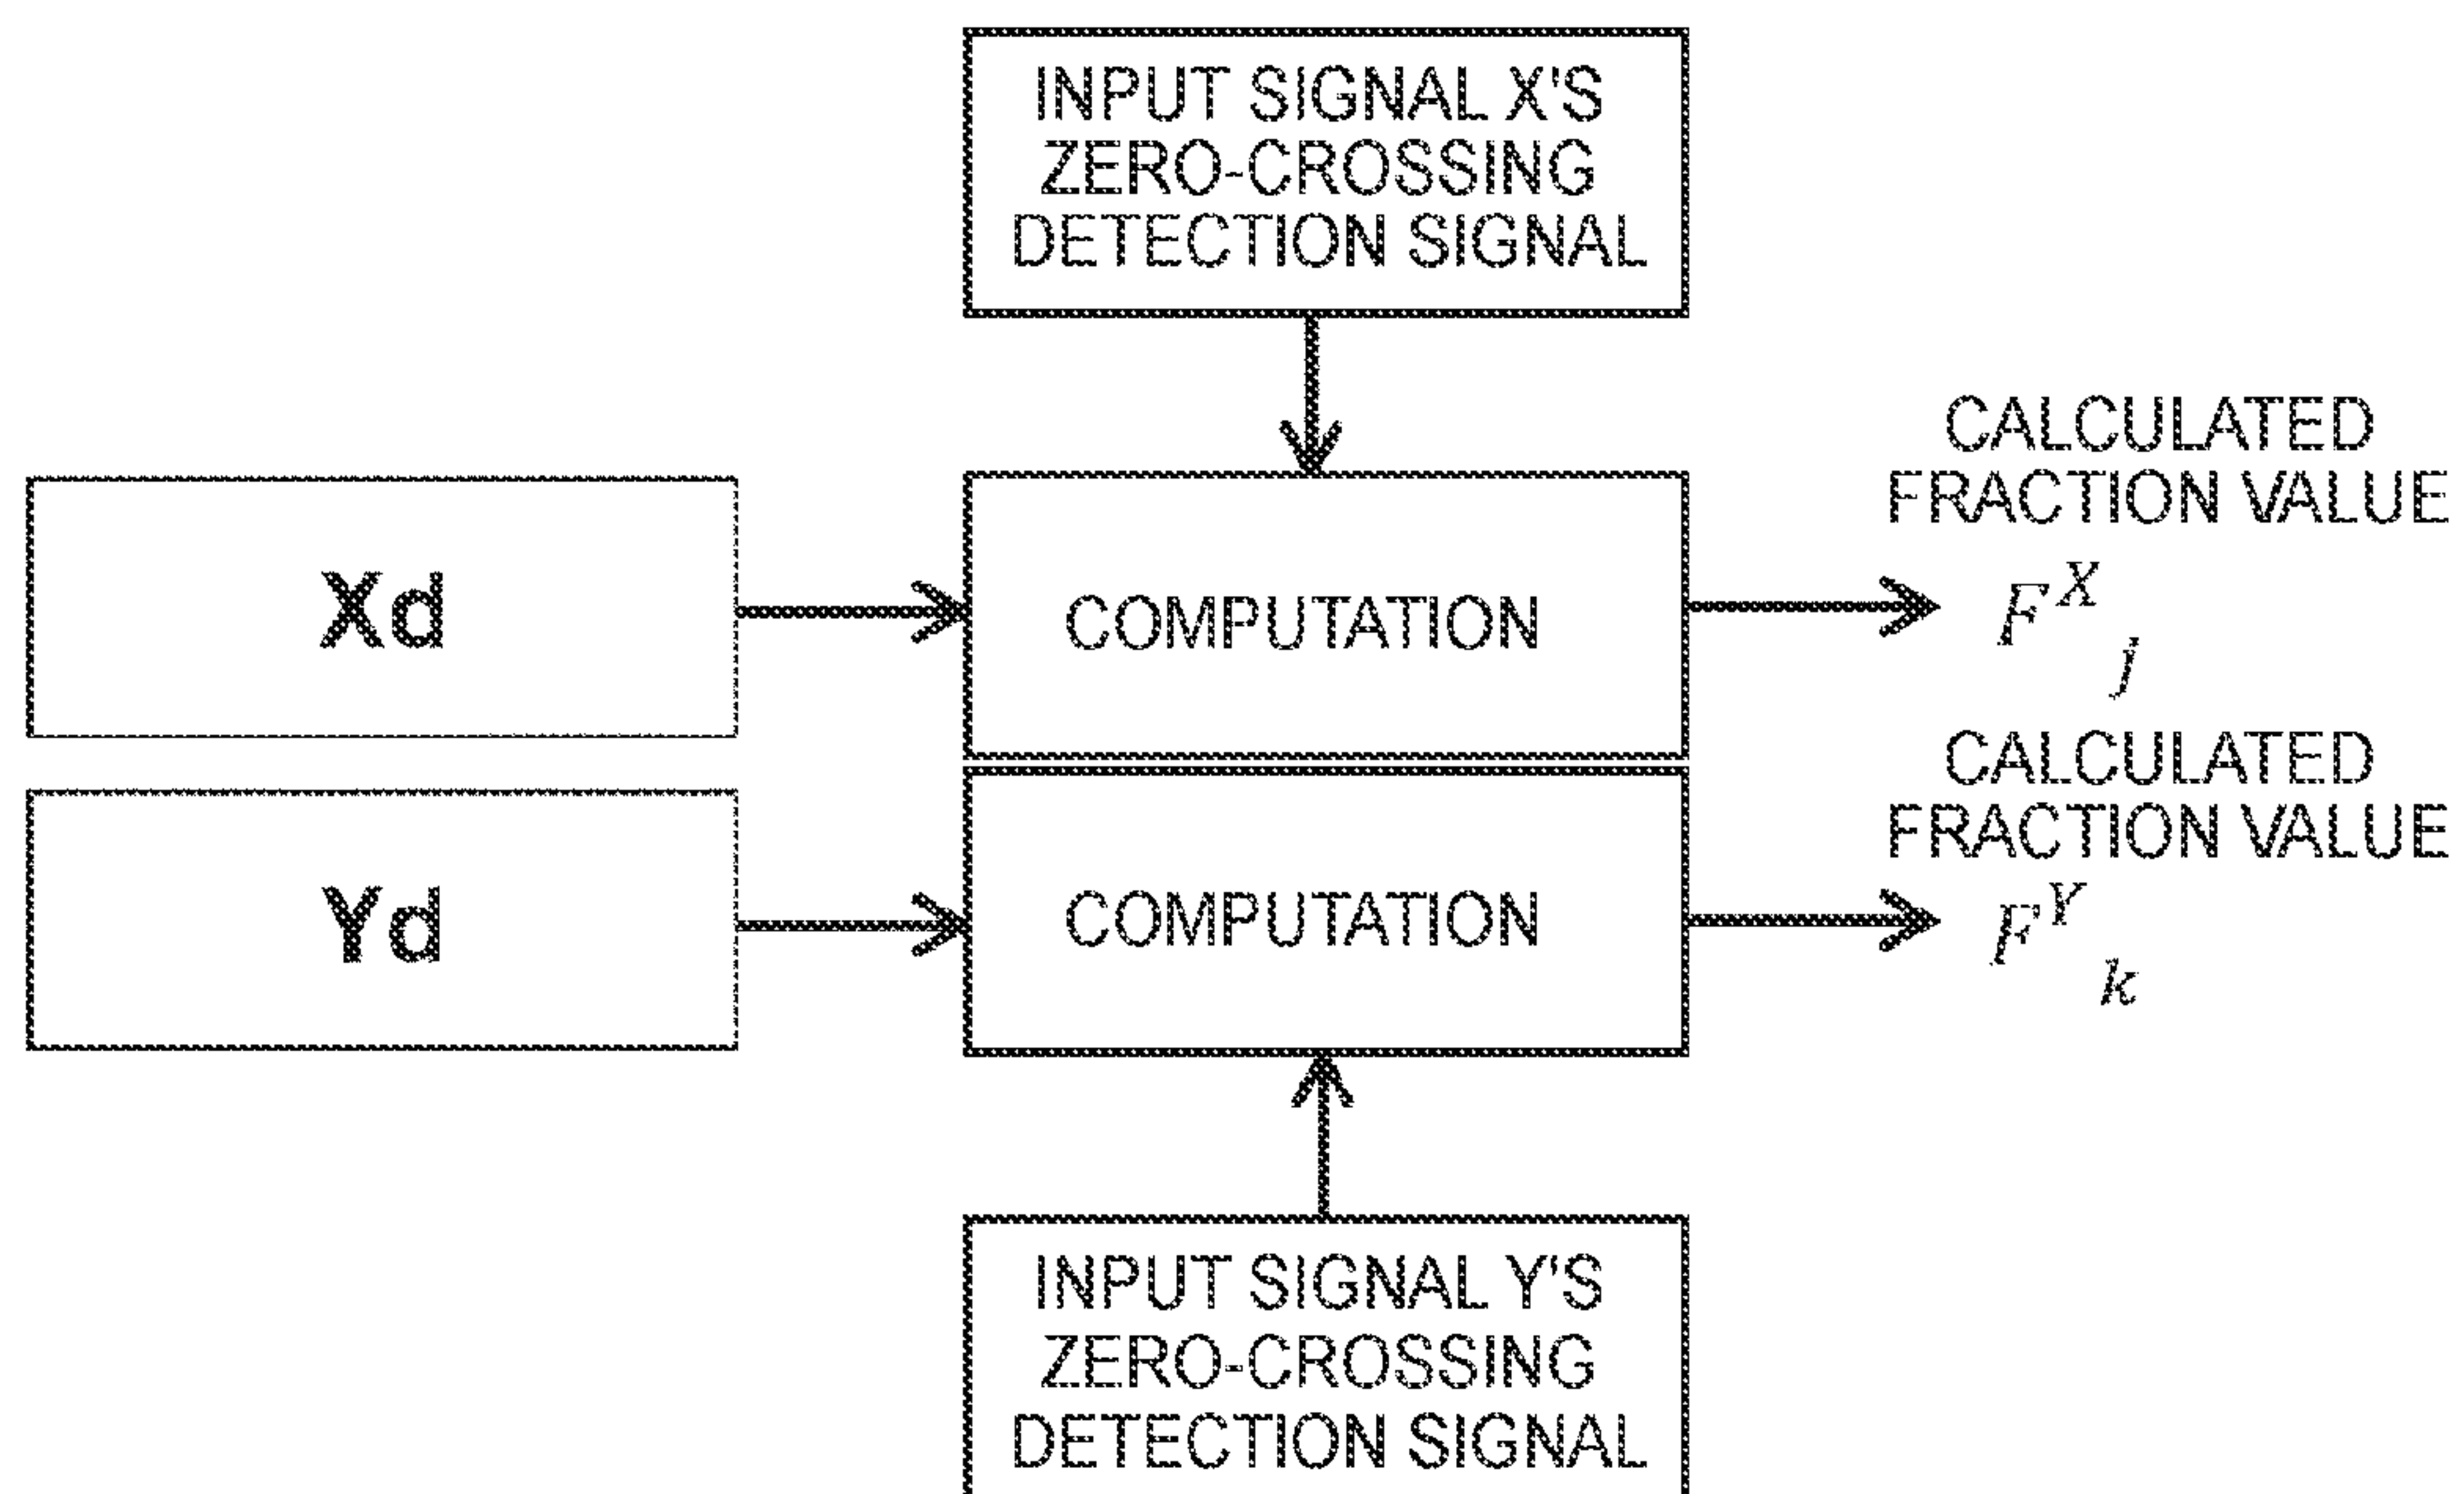 INPUT SIGNAL X'S
ZERO-CROSSING
DETECTION SIGNAL
CALCULATED
FRACTION VALUE
Xd
COMPUTATION
F^X_j
CALCULATED
FRACTION VALUE
Yd
COMPUTATION
F^Y_k
INPUT SIGNAL Y'S
ZERO-CROSSING
DETECTION SIGNAL